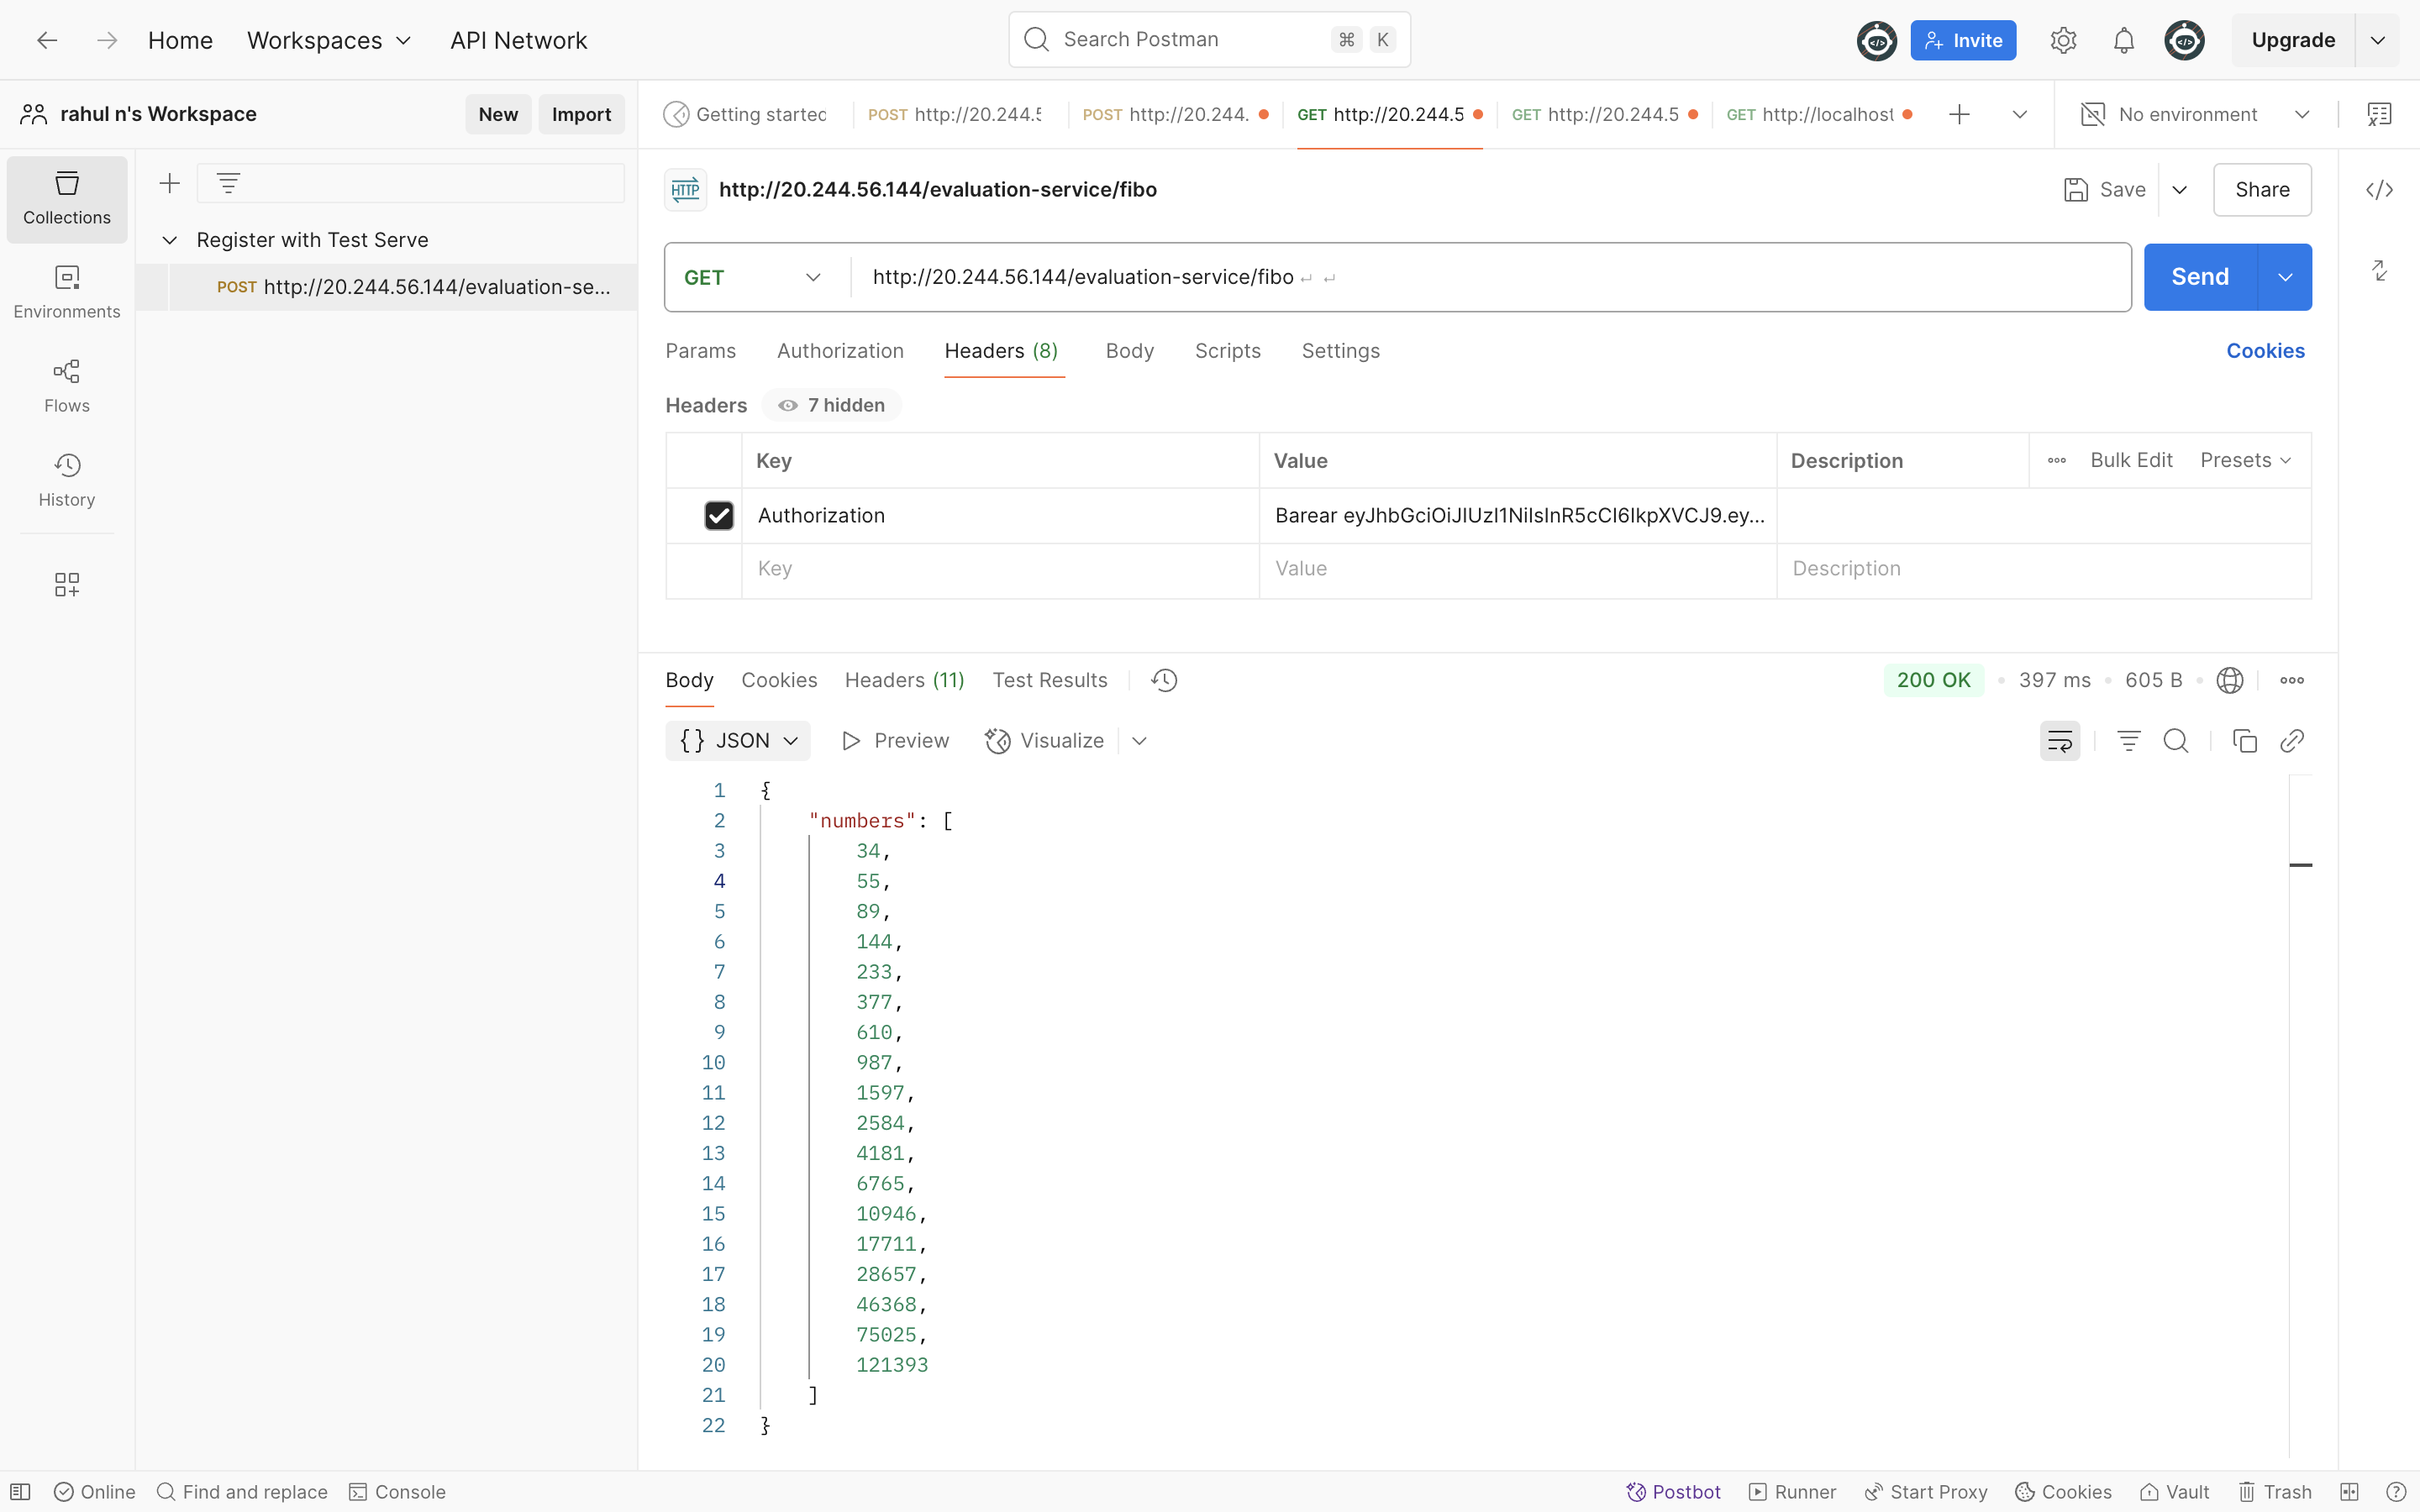 Home Workspaces API Network Search Postman ⌘ K Invite Upgrade
rahul n's Workspace New Import
Getting started POST http://20.244.5 POST http://20.244. GET http://20.244.5 GET http://20.244.5 GET http://localhost No environment
Collections
Environments
Flows
History
Register with Test Serve
POST http://20.244.56.144/evaluation-se...
HTTP http://20.244.56.144/evaluation-service/fibo Save Share
GET http://20.244.56.144/evaluation-service/fibo Send
Params Authorization Headers (8) Body Scripts Settings Cookies
Headers 7 hidden
Key Value Description Bulk Edit Presets
Authorization Barear eyJhbGciOiJIUzI1NiIsInR5cCI6IkpXVCJ9.ey...
Key Value Description
Body Cookies Headers (11) Test Results 200 OK • 397 ms • 605 B
{} JSON Preview Visualize
1 {
2 "numbers": [
3 34,
4 55,
5 89,
6 144,
7 233,
8 377,
9 610,
10 987,
11 1597,
12 2584,
13 4181,
14 6765,
15 10946,
16 17711,
17 28657,
18 46368,
19 75025,
20 121393
21 ]
22 }
Online Find and replace Console Postbot Runner Start Proxy Cookies Vault Trash